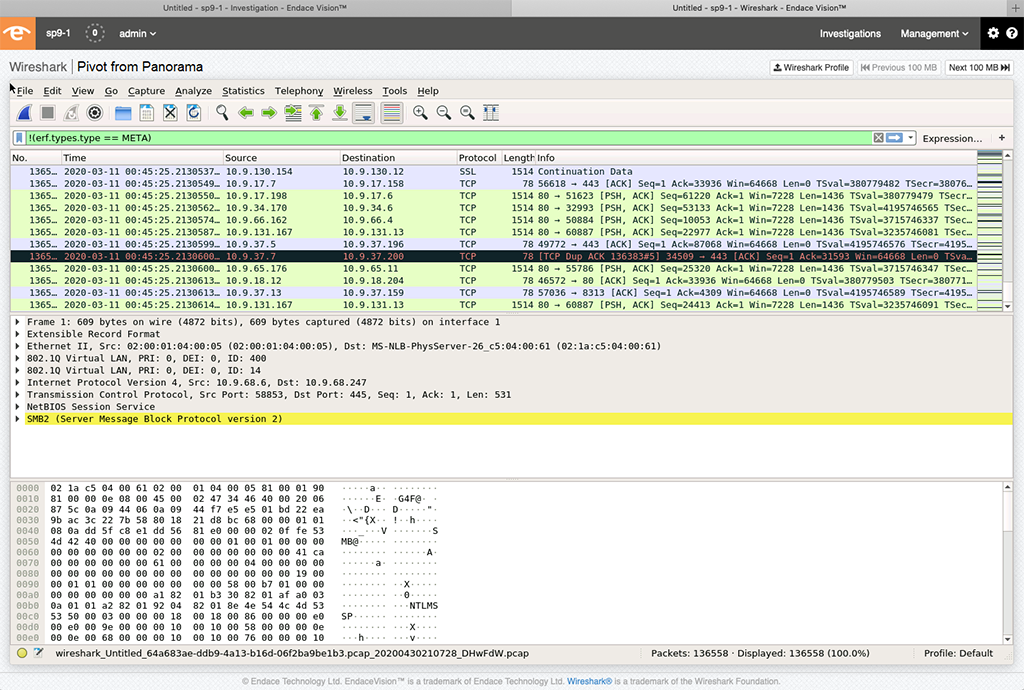 Untitled - sp9-1 - Investigation - Endace Vision™
Untitled - sp9-1 - Wireshark - Endace Vision™
sp9-1 0 admin Investigations Management
Wireshark Pivot from Panorama Wireshark Profile Previous 100 MB Next 100 MB
File Edit View Go Capture Analyze Statistics Telephony Wireless Tools Help
!(erf.types.type == META) Expression... +
No. Time Source Destination Protocol Length Info
1365… 2020-03-11 00:45:25.2130537… 10.9.130.154 10.9.130.12 SSL 1514 Continuation Data
1365… 2020-03-11 00:45:25.2130549… 10.9.17.7 10.9.17.158 TCP 78 56618 → 443 [ACK] Seq=1 Ack=33936 Win=64668 Len=0 TSval=380779482 TSecr=38076…
1365… 2020-03-11 00:45:25.2130550… 10.9.17.198 10.9.17.6 TCP 1514 80 → 51623 [PSH, ACK] Seq=61220 Ack=1 Win=7228 Len=1436 TSval=380779479 TSecr…
1365… 2020-03-11 00:45:25.2130562… 10.9.34.170 10.9.34.6 TCP 1514 80 → 32993 [PSH, ACK] Seq=53133 Ack=1 Win=7228 Len=1436 TSval=4195746565 TSec…
1365… 2020-03-11 00:45:25.2130574… 10.9.66.162 10.9.66.4 TCP 1514 80 → 50884 [PSH, ACK] Seq=10053 Ack=1 Win=7228 Len=1436 TSval=3715746337 TSec…
1365… 2020-03-11 00:45:25.2130587… 10.9.131.167 10.9.131.13 TCP 1514 80 → 60887 [PSH, ACK] Seq=22977 Ack=1 Win=7228 Len=1436 TSval=3235746081 TSec…
1365… 2020-03-11 00:45:25.2130599… 10.9.37.5 10.9.37.196 TCP 78 49772 → 443 [ACK] Seq=1 Ack=87068 Win=64668 Len=0 TSval=4195746576 TSecr=4195…
1365… 2020-03-11 00:45:25.2130600… 10.9.37.7 10.9.37.200 TCP 78 [TCP Dup ACK 136383#5] 34509 → 443 [ACK] Seq=1 Ack=31593 Win=64668 Len=0 TSva…
1365… 2020-03-11 00:45:25.2130600… 10.9.65.176 10.9.65.11 TCP 1514 80 → 55786 [PSH, ACK] Seq=25320 Ack=1 Win=7228 Len=1436 TSval=3715746347 TSec…
1365… 2020-03-11 00:45:25.2130613… 10.9.18.12 10.9.18.204 TCP 78 46572 → 80 [ACK] Seq=1 Ack=33936 Win=64668 Len=0 TSval=380779503 TSecr=380771…
1365… 2020-03-11 00:45:25.2130613… 10.9.37.13 10.9.37.159 TCP 78 57036 → 8313 [ACK] Seq=1 Ack=4309 Win=64668 Len=0 TSval=4195746589 TSecr=4195…
1365… 2020-03-11 00:45:25.2130614… 10.9.131.167 10.9.131.13 TCP 1514 80 → 60887 [PSH, ACK] Seq=24413 Ack=1 Win=7228 Len=1436 TSval=3235746091 TSec…
Frame 1: 609 bytes on wire (4872 bits), 609 bytes captured (4872 bits) on interface 1
Extensible Record Format
Ethernet II, Src: 02:00:01:04:00:05 (02:00:01:04:00:05), Dst: MS-NLB-PhysServer-26_c5:04:00:61 (02:1a:c5:04:00:61)
802.1Q Virtual LAN, PRI: 0, DEI: 0, ID: 400
802.1Q Virtual LAN, PRI: 0, DEI: 0, ID: 14
Internet Protocol Version 4, Src: 10.9.68.6, Dst: 10.9.68.247
Transmission Control Protocol, Src Port: 58853, Dst Port: 445, Seq: 1, Ack: 1, Len: 531
NetBIOS Session Service
SMB2 (Server Message Block Protocol version 2)
0000 02 1a c5 04 00 61 02 00 01 04 00 05 81 00 01 90 ·····a·· ········
0010 81 00 00 0e 08 00 45 00 02 47 34 46 40 00 20 06 ······E· ·G4F@· ·
0020 87 5c 0a 09 44 06 0a 09 44 f7 e5 e5 01 bd 22 ea ·\··D··· D·····"·
0030 9b ac 3c 22 7b 58 80 18 21 d8 bc 68 00 00 01 01 ··<"{X·· !··h····
0040 08 0a dd 5f c8 e1 dd 56 81 e0 00 00 02 0f fe 53 ···_···V ·······S
0050 4d 42 40 00 00 00 00 00 00 01 00 01 00 00 00 00 MB@····· ········
0060 00 00 00 00 00 02 00 00 00 00 00 00 00 00 41 ca ········ ······A·
0070 00 00 00 00 00 61 00 00 00 00 04 00 00 00 00 00 ·····a·· ········
0080 00 00 00 00 00 00 00 00 00 00 00 00 00 00 19 00 ········ ········
0090 00 01 01 00 00 00 00 00 00 00 58 00 b7 01 00 00 ········ ··X·····
00a0 00 00 00 00 00 00 a1 82 01 b3 30 82 01 af a0 03 ········ ··0·····
00b0 0a 01 01 a2 82 01 92 04 82 01 8e 4e 54 4c 4d 53 ········ ···NTLMS
00c0 53 50 00 03 00 00 00 18 00 18 00 86 00 00 00 e0 SP······ ········
00d0 00 e0 00 9e 00 00 00 10 00 10 00 58 00 00 00 0e ········ ···X····
00e0 00 0e 00 68 00 00 00 10 00 10 00 76 00 00 00 10 ···h···· ···v····
wireshark_Untitled_64a683ae-ddb9-4a13-b16d-06f2ba9be1b3.pcap_20200430210728_DHwFdW.pcap Packets: 136558 · Displayed: 136558 (100.0%) Profile: Default
© Endace Technology Ltd. EndaceVision™ is a trademark of Endace Technology Ltd. Wireshark® is a trademark of the Wireshark Foundation.